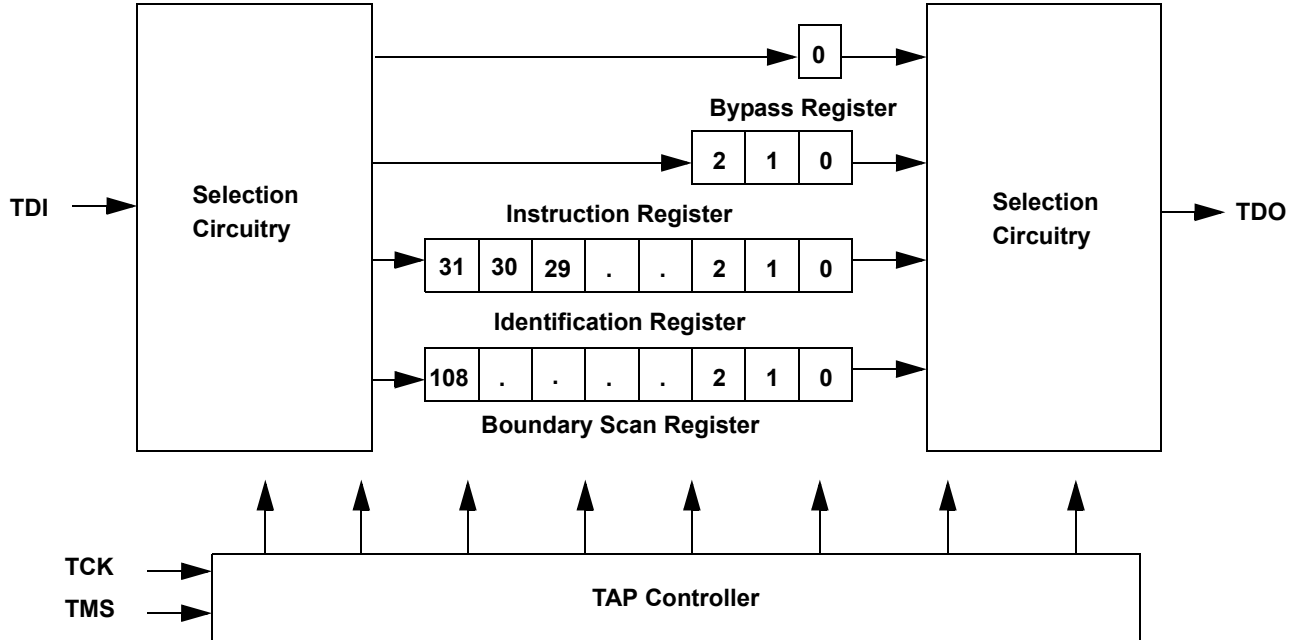 0
Bypass Register
2 1 0
TDI
Selection
Circuitry
Selection
Circuitry
TDO
Instruction Register
31 30 29 . . 2 1 0
Identification Register
108 . . . . 2 1 0
Boundary Scan Register
TCK
TMS
TAP Controller